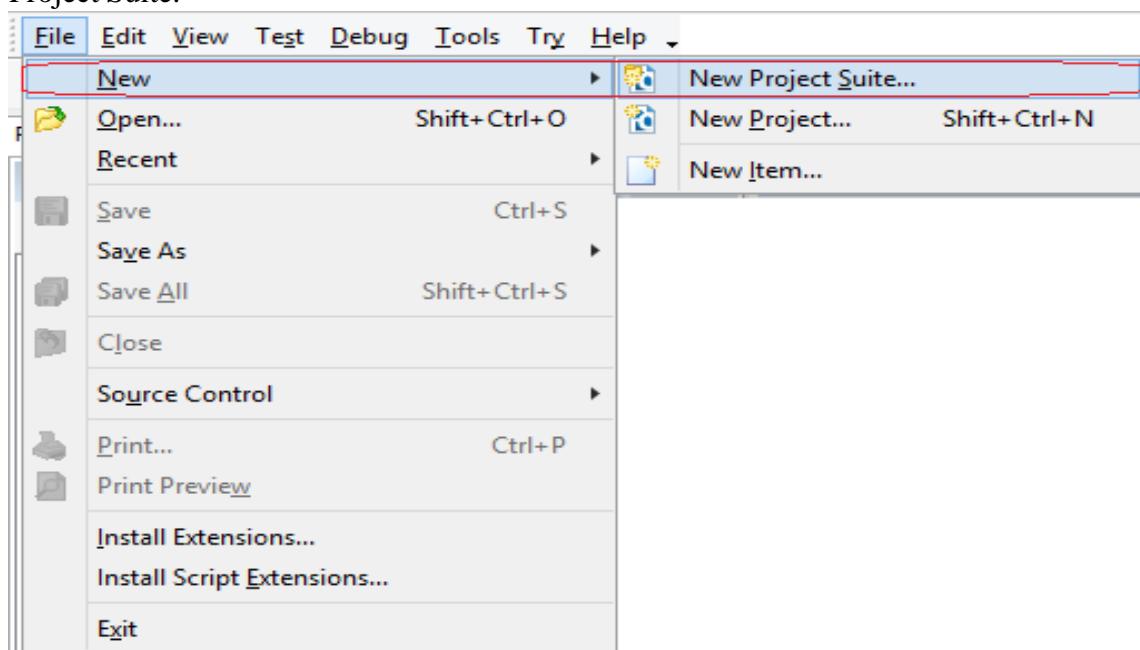 Project Suite.
File Edit View Test Debug Tools Try Help
New
New Project Suite...
Open... Shift+Ctrl+O
New Project... Shift+Ctrl+N
Recent
New Item...
Save Ctrl+S
Save As
Save All Shift+Ctrl+S
Close
Source Control
Print... Ctrl+P
Print Preview
Install Extensions...
Install Script Extensions...
Exit